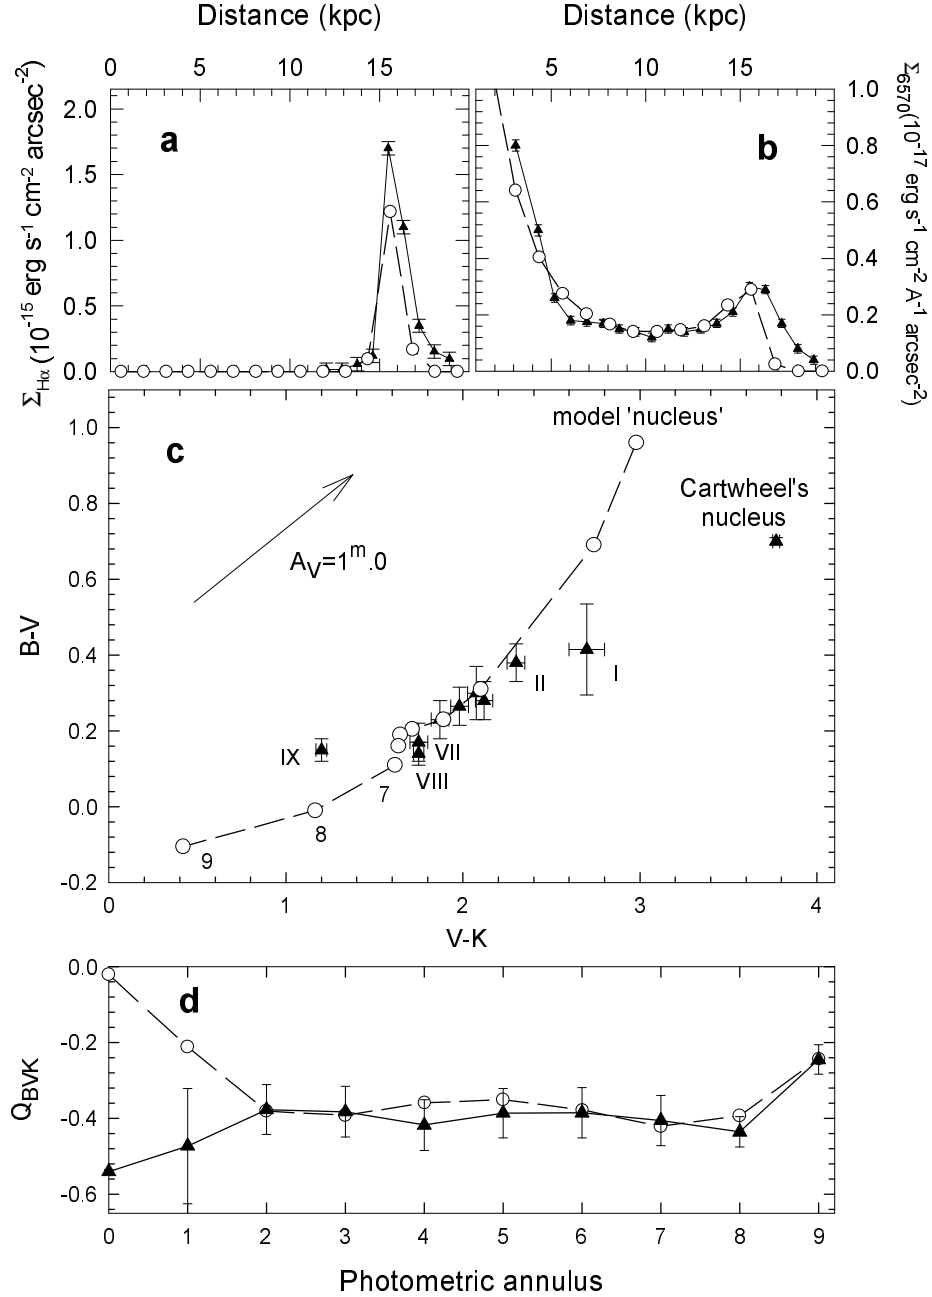 Distance (kpc)
Distance (kpc)
0 5 10 15
5 10 15
Σ6570(10-17 erg s-1 cm-2 A-1 arcsec-2)
ΣHα (10-15 erg s-1 cm-2 arcsec-2)
2.0
1.5
1.0
0.5
0.0
a
b
1.0
0.8
0.6
0.4
0.2
0.0
c
model 'nucleus'
Cartwheel's
nucleus
AV=1m.0
B-V
1.0
0.8
0.6
0.4
0.2
0.0
-0.2
I
II
VII
VIII
IX
7
8
9
0 1 2 3 4
V-K
d
QBVK
0.0
-0.2
-0.4
-0.6
0 1 2 3 4 5 6 7 8 9
Photometric annulus